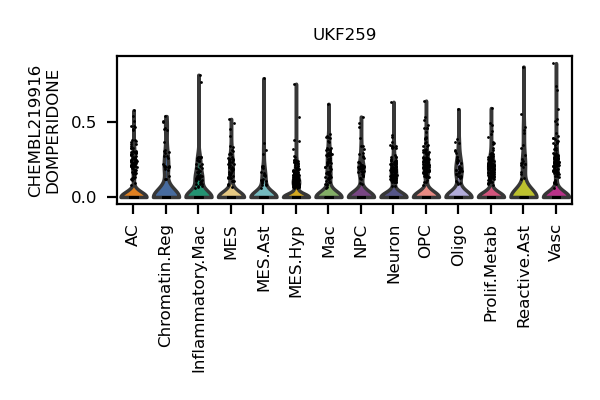 UKF259
CHEMBL219916
DOMPERIDONE
0.5
0.0
AC
Chromatin.Reg
Inflammatory.Mac
MES
MES.Ast
MES.Hyp
Mac
NPC
Neuron
OPC
Oligo
Prolif.Metab
Reactive.Ast
Vasc